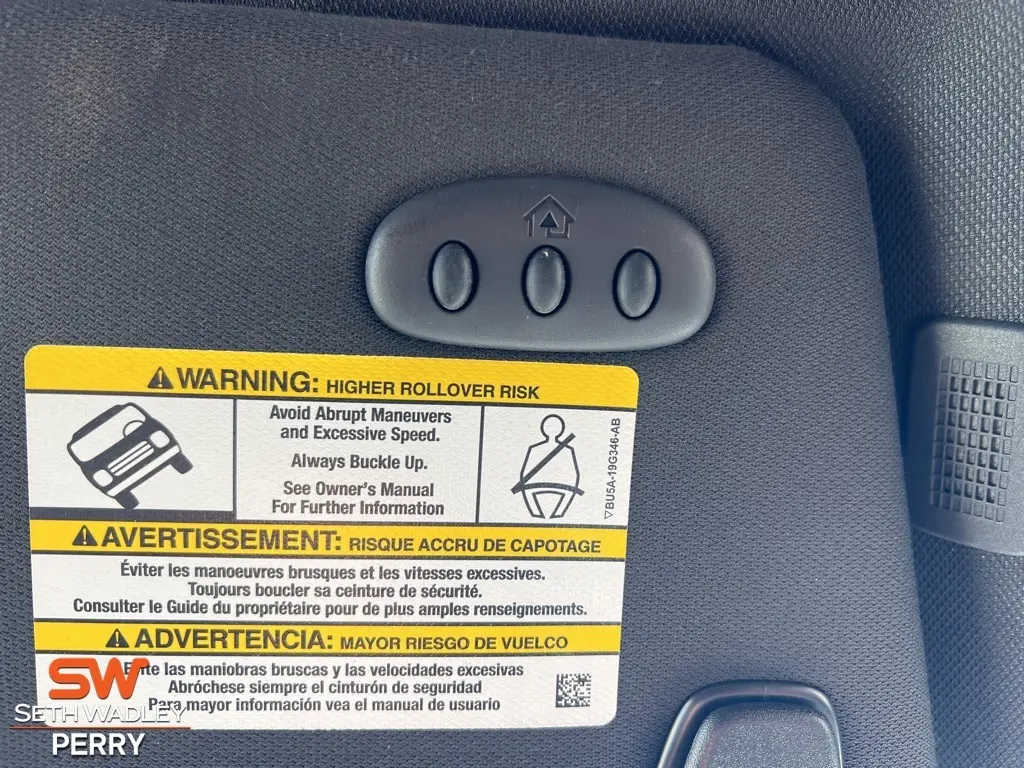 WARNING: HIGHER ROLLOVER RISK
Avoid Abrupt Maneuvers
and Excessive Speed.
Always Buckle Up.
See Owner's Manual
For Further Information
▽BU5A-19G346-AB
AVERTISSEMENT: RISQUE ACCRU DE CAPOTAGE
Éviter les manoeuvres brusques et les vitesses excessives.
Toujours boucler sa ceinture de sécurité.
Consulter le Guide du propriétaire pour de plus amples renseignements.
ADVERTENCIA: MAYOR RIESGO DE VUELCO
las maniobras bruscas y las velocidades excesivas
Abróchese siempre el cinturón de seguridad
Para mayor información vea el manual de usuario
SW
SETH WADLEY
PERRY